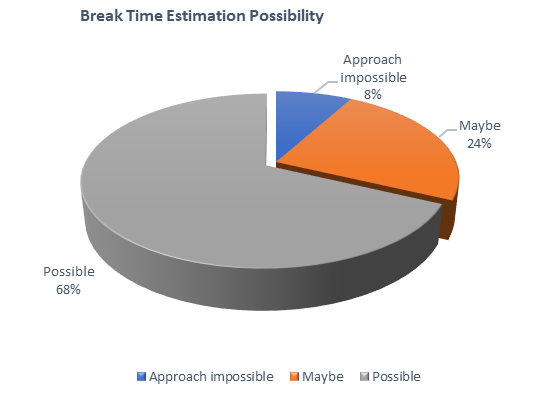 Break Time Estimation Possibility
Approach
impossible
8%
Maybe
24%
Possible
68%
Approach impossible Maybe Possible